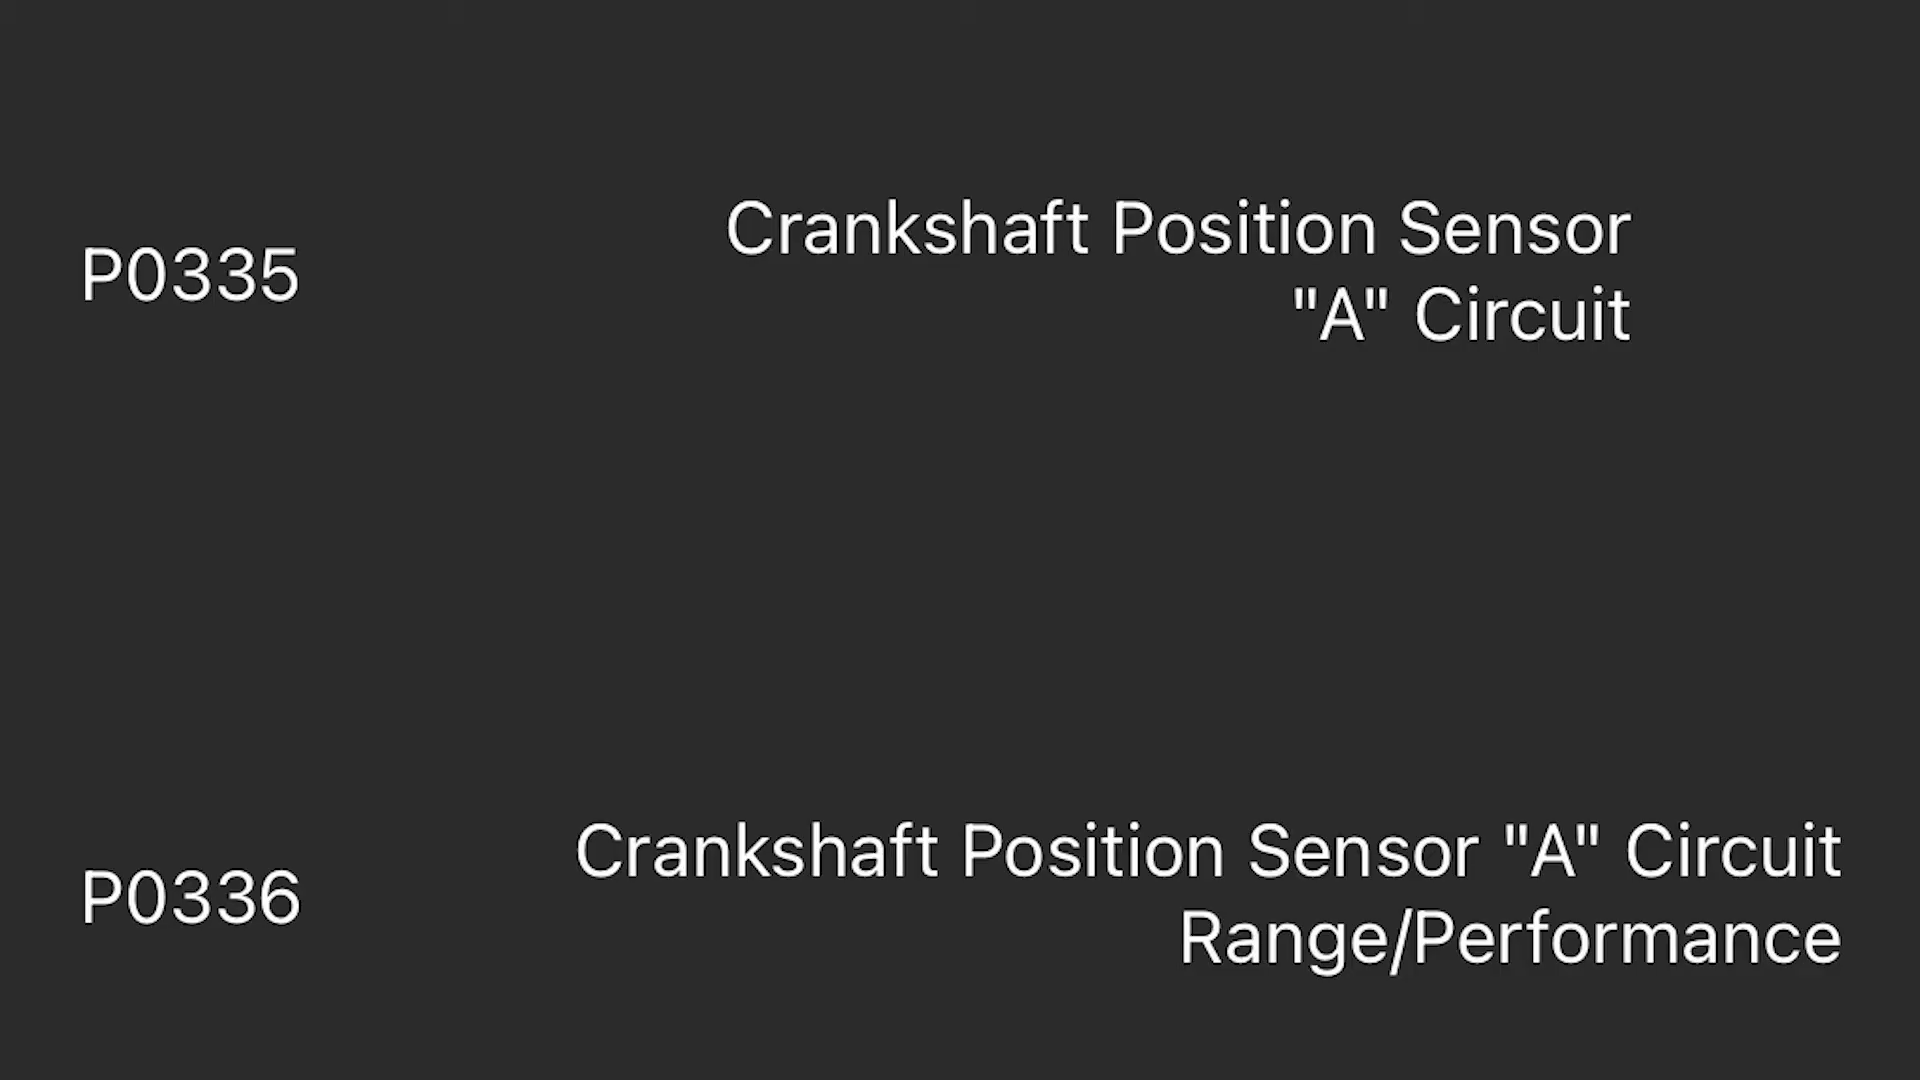 P0335
Crankshaft Position Sensor
"A" Circuit
P0336
Crankshaft Position Sensor "A" Circuit
Range/Performance